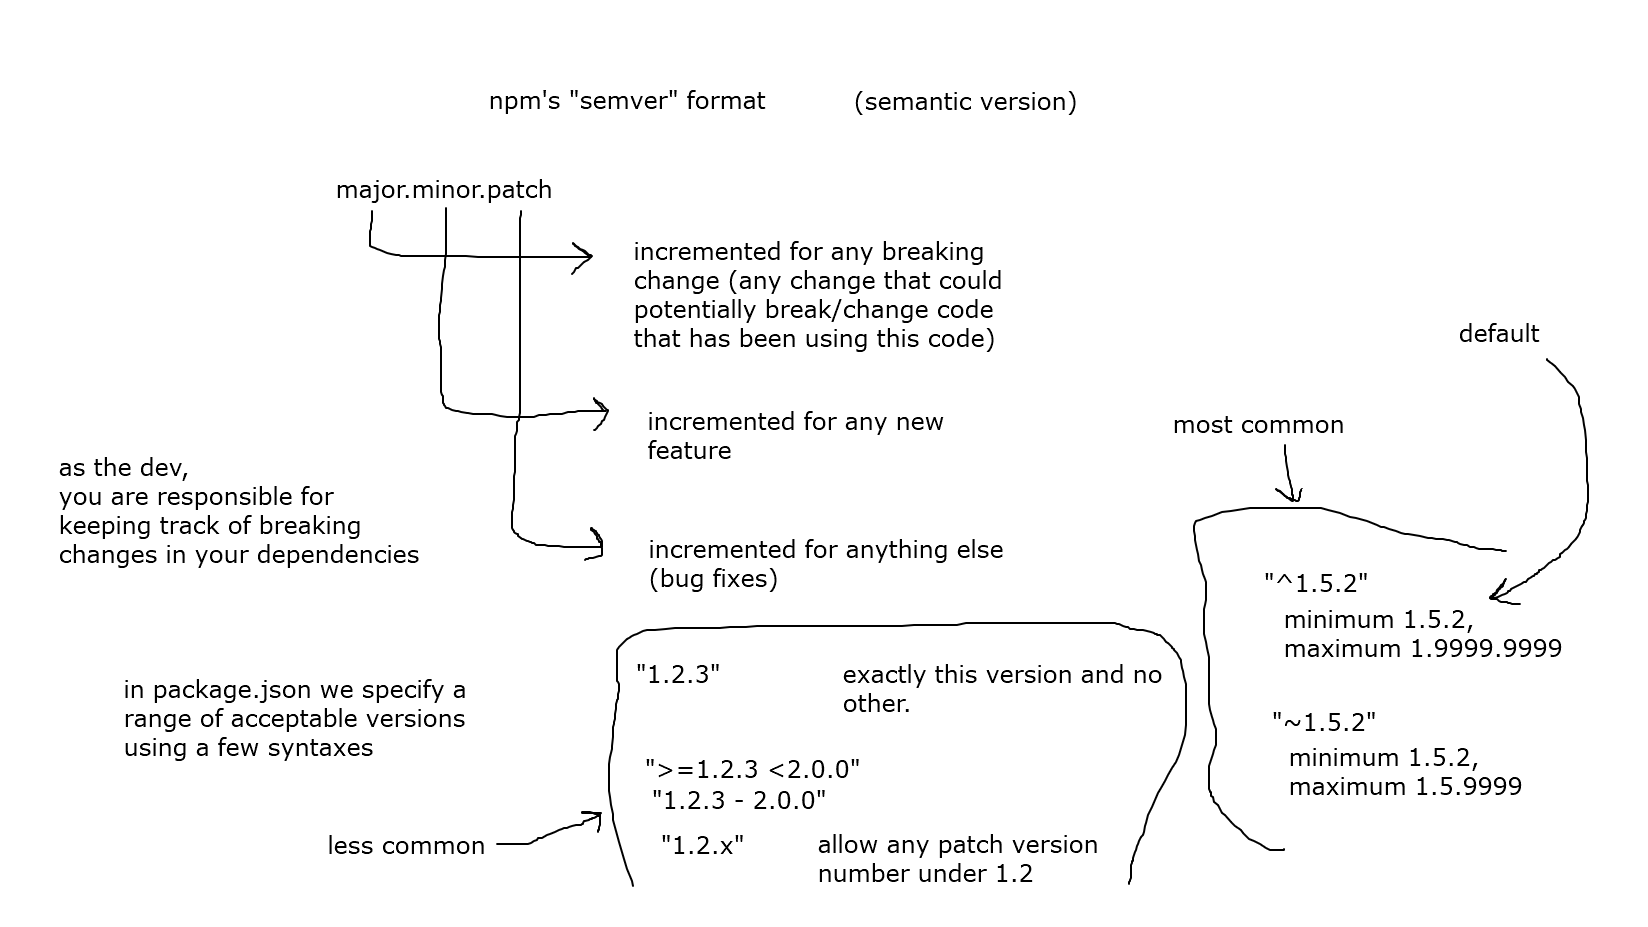 npm's "semver" format (semantic version)
major.minor.patch
incremented for any breaking
change (any change that could
potentially break/change code
that has been using this code)
incremented for any new
feature
incremented for anything else
(bug fixes)
as the dev,
you are responsible for
keeping track of breaking
changes in your dependencies
in package.json we specify a
range of acceptable versions
using a few syntaxes
less common
"1.2.3" exactly this version and no
other.
">=1.2.3 <2.0.0"
"1.2.3 - 2.0.0"
"1.2.x" allow any patch version
number under 1.2
default
most common
"^1.5.2"
minimum 1.5.2,
maximum 1.9999.9999
"~1.5.2"
minimum 1.5.2,
maximum 1.5.9999